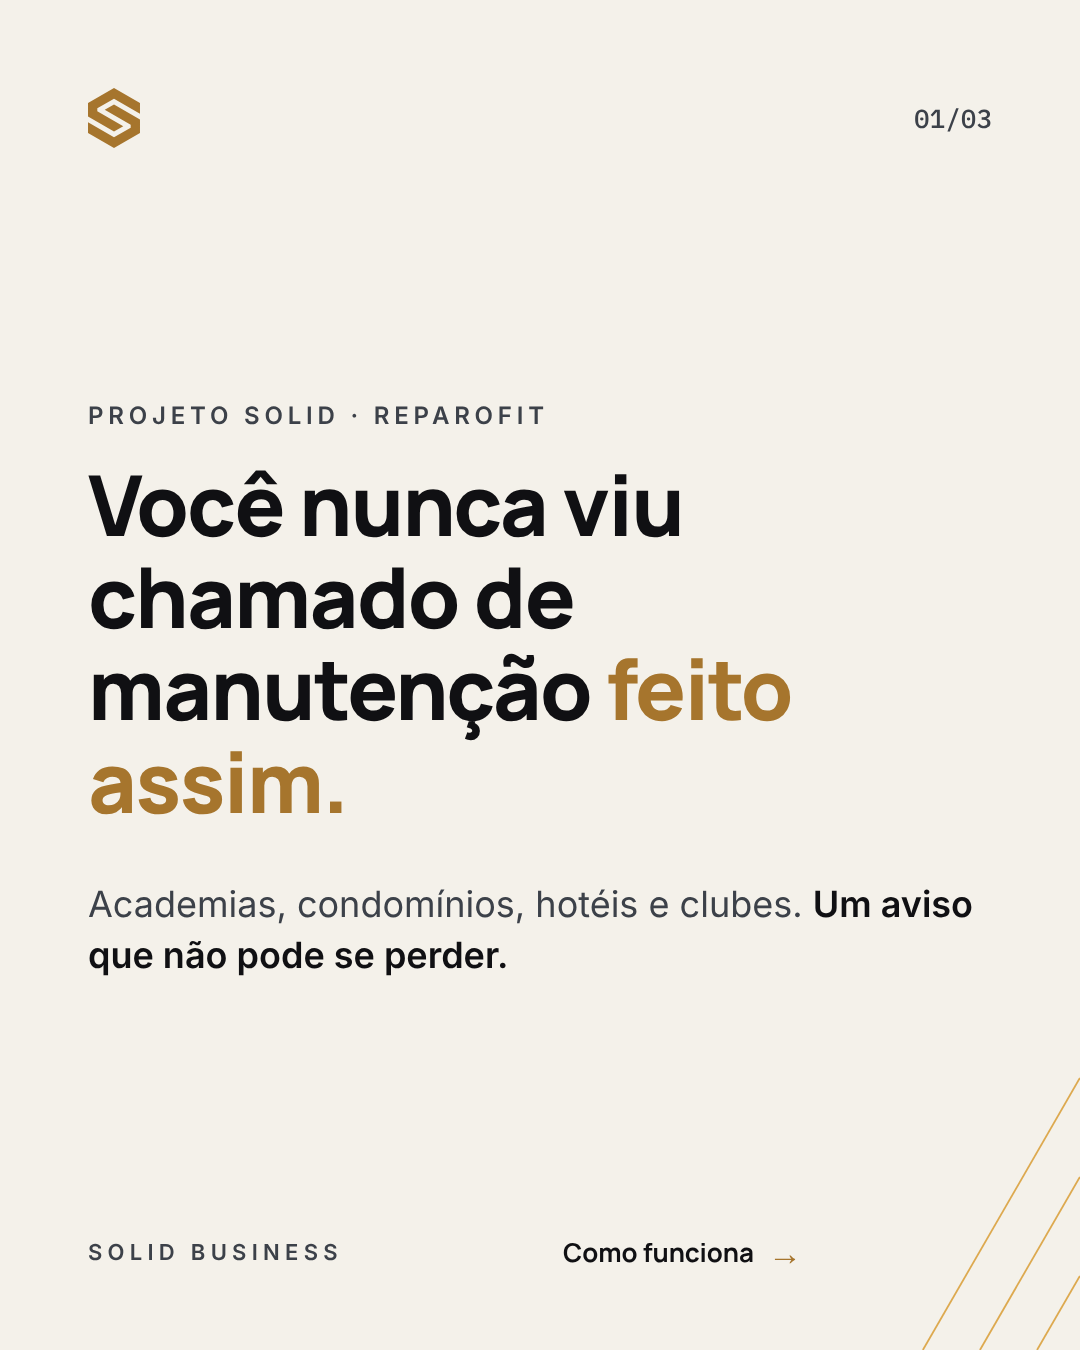 01/03
PROJETO SOLID · REPAROFIT
Você nunca viu
chamado de
manutenção feito
assim.
Academias, condomínios, hotéis e clubes. Um aviso
que não pode se perder.
SOLID BUSINESS
Como funciona →